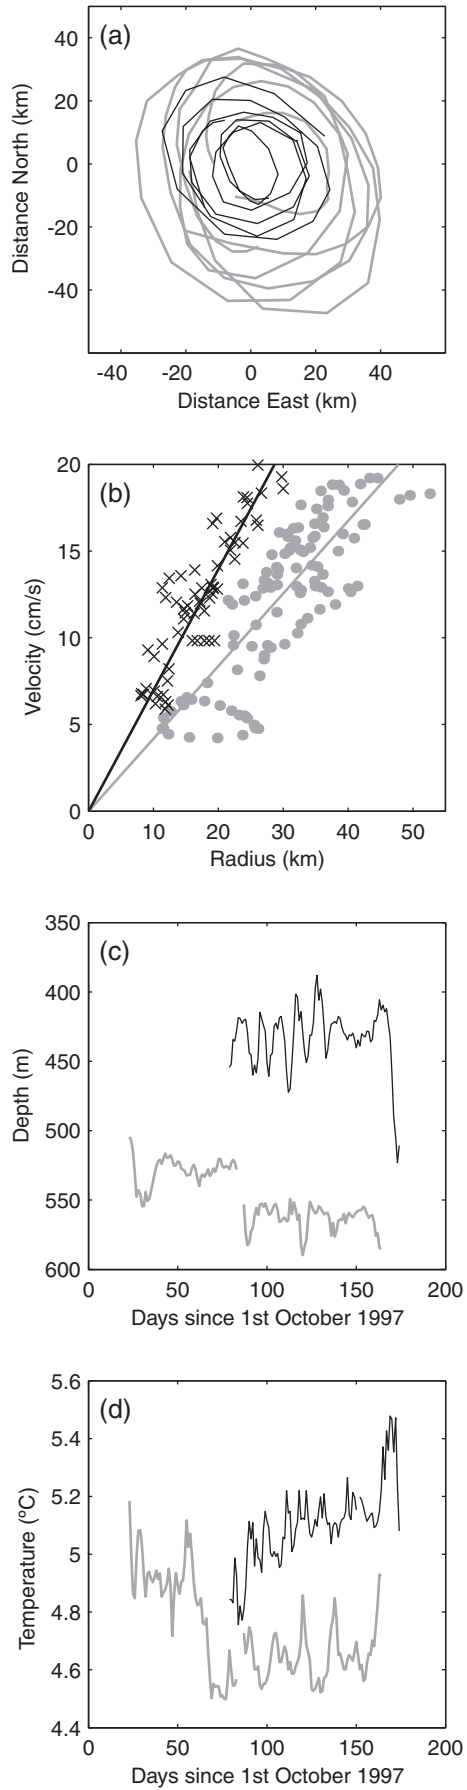 40
(a)
20
0
-20
-40
Distance North (km)
-40 -20 0 20 40
Distance East (km)
20
(b)
15
10
5
0
Velocity (cm/s)
0 10 20 30 40 50
Radius (km)
350
(c)
400
450
500
550
600
Depth (m)
0 50 100 150 200
Days since 1st October 1997
5.6
(d)
5.4
5.2
5
4.8
4.6
4.4
Temperature (°C)
0 50 100 150 200
Days since 1st October 1997